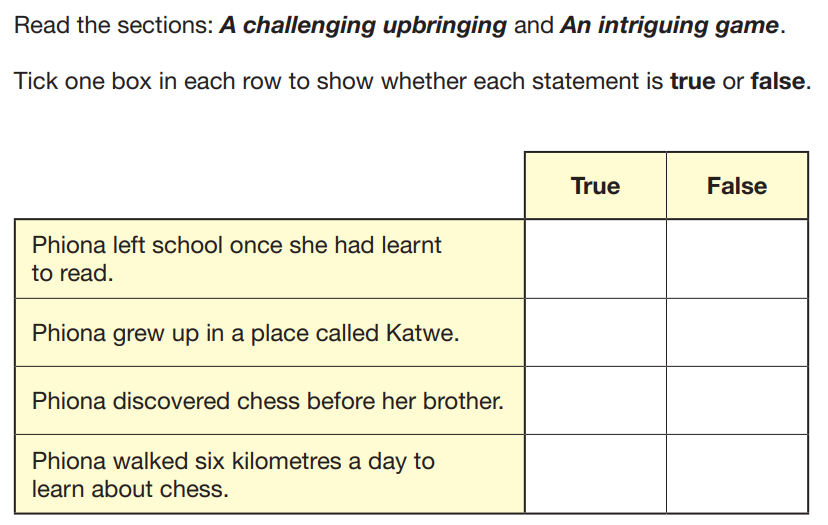 Read the sections: A challenging upbringing and An intriguing game.
Tick one box in each row to show whether each statement is true or false.
True False
Phiona left school once she had learnt
to read.
Phiona grew up in a place called Katwe.
Phiona discovered chess before her brother.
Phiona walked six kilometres a day to
learn about chess.